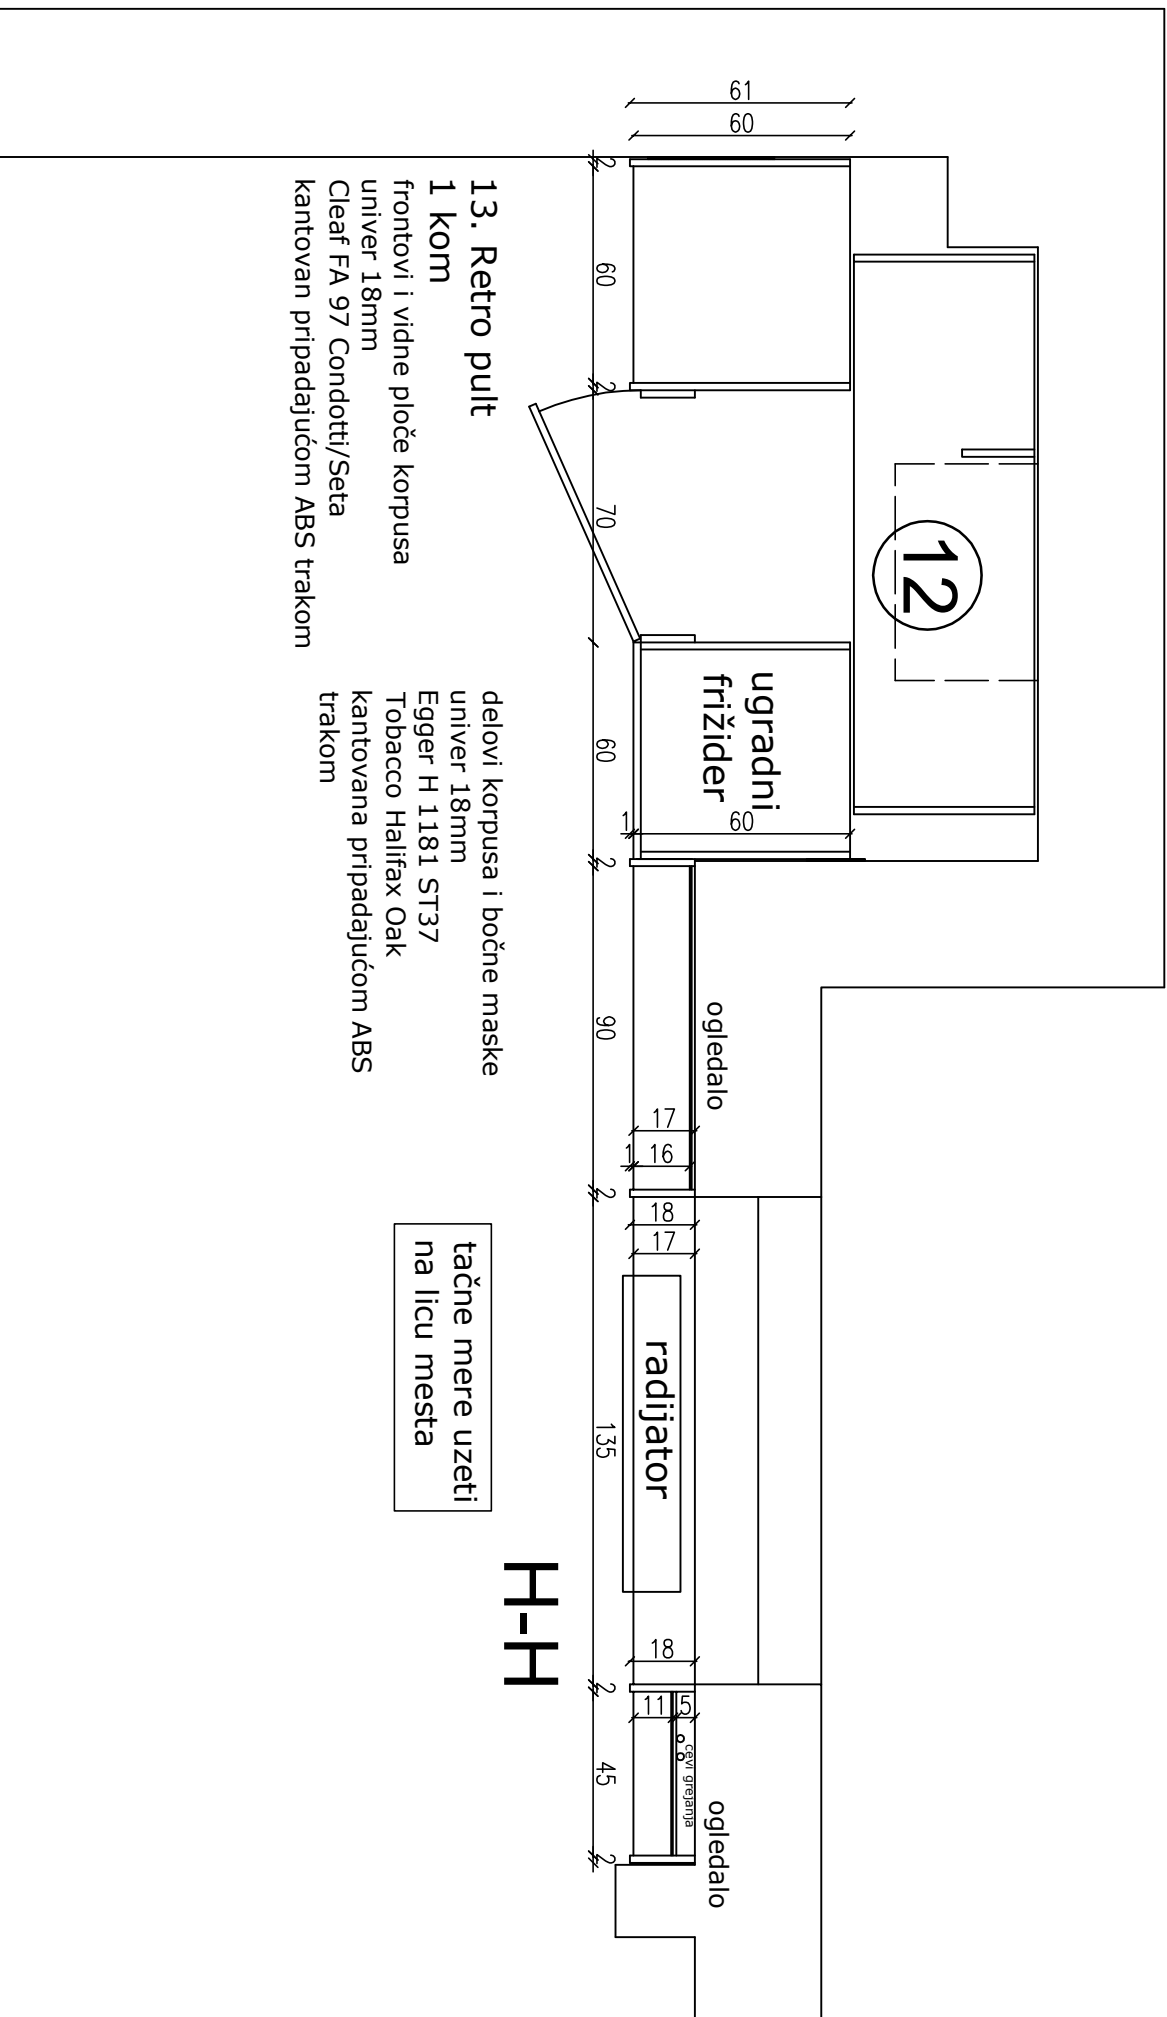 13. Retro pult
1 kom
frontovi i vidne ploče korpusa
univer 18mm
Cleaf FA 97 Condotti/Seta
kantovan pripadajućom ABS trakom
delovi korpusa i bočne maske
univer 18mm
Egger H 1181 ST37
Tobacco Halifax Oak
kantovana pripadajućom ABS
trakom
tačne mere uzeti
na licu mesta
H-H
12
ugradni
frižider
ogledalo
radijator
ogledalo
cevi grejanja
61
60
2
60
2
70
60
2
90
2
135
2
45
2
1
60
17
1
16
18
17
18
11
5